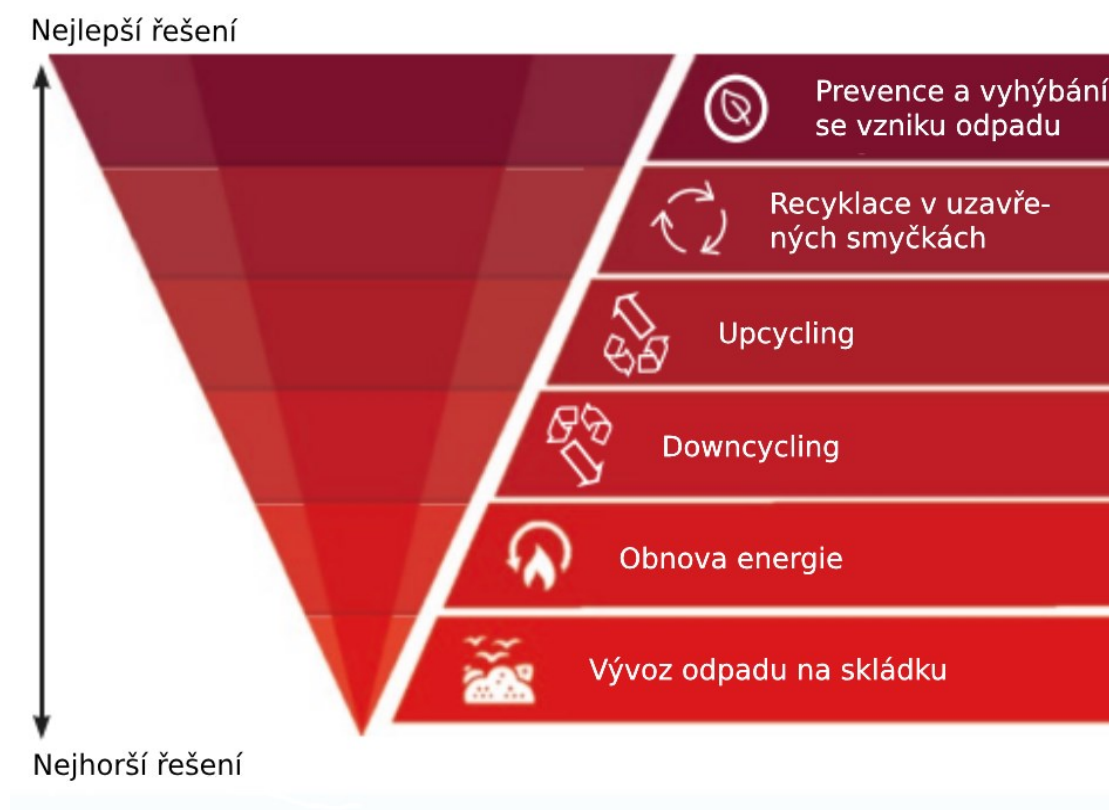 Nejlepší řešení
Prevence a vyhýbání
se vzniku odpadu
Recyklace v uzavře-
ných smyčkách
Upcycling
Downcycling
Obnova energie
Vývoz odpadu na skládku
Nejhorší řešení